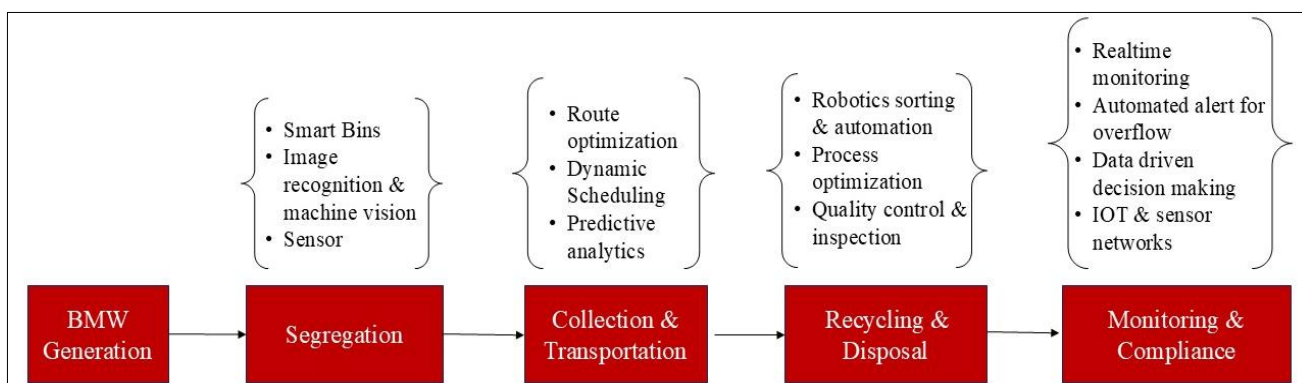 • Smart Bins
• Image
recognition &
machine vision
• Sensor
• Route
optimization
• Dynamic
Scheduling
• Predictive
analytics
• Robotics sorting
& automation
• Process
optimization
• Quality control &
inspection
• Realtime
monitoring
• Automated alert for
overflow
• Data driven
decision making
• IOT & sensor
networks
BMW
Generation
Segregation
Collection &
Transportation
Recycling &
Disposal
Monitoring &
Compliance